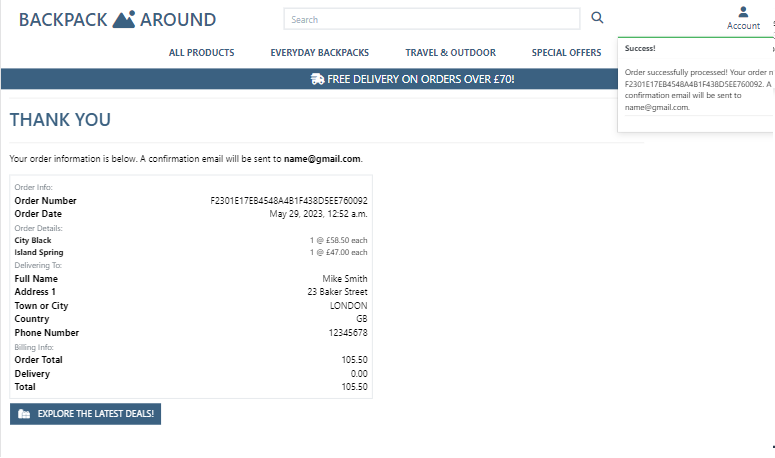 BACKPACK AROUND
Search
Account
ALL PRODUCTS EVERYDAY BACKPACKS TRAVEL & OUTDOOR SPECIAL OFFERS
FREE DELIVERY ON ORDERS OVER £70!
Success!
Order successfully processed! Your order n
F2301E17EB4548A4B1F438D5EE760092. A
confirmation email will be sent to
name@gmail.com.
THANK YOU
Your order information is below. A confirmation email will be sent to name@gmail.com.
Order Info:
Order Number F2301E17EB4548A4B1F438D5EE760092
Order Date May 29, 2023, 12:52 a.m.
Order Details:
City Black 1 @ £58.50 each
Island Spring 1 @ £47.00 each
Delivering To:
Full Name Mike Smith
Address 1 23 Baker Street
Town or City LONDON
Country GB
Phone Number 12345678
Billing Info:
Order Total 105.50
Delivery 0.00
Total 105.50
EXPLORE THE LATEST DEALS!